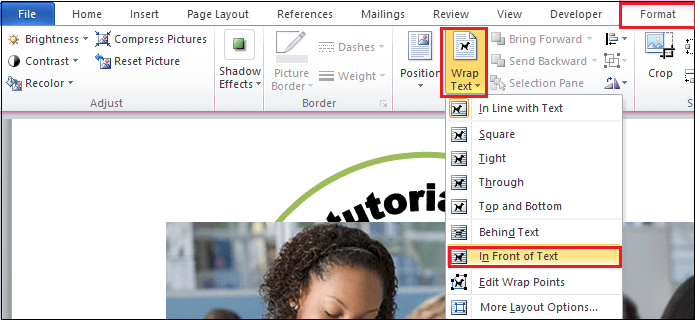 File Home Insert Page Layout References Mailings Review View Developer Format
Brightness Compress Pictures
Contrast Reset Picture
Recolor
Adjust
Shadow
Effects
Picture
Border
Dashes
Weight
Border
Position
Wrap
Text
Bring Forward
Send Backward
Selection Pane
Crop
In Line with Text
Square
Tight
Through
Top and Bottom
Behind Text
In Front of Text
Edit Wrap Points
More Layout Options...